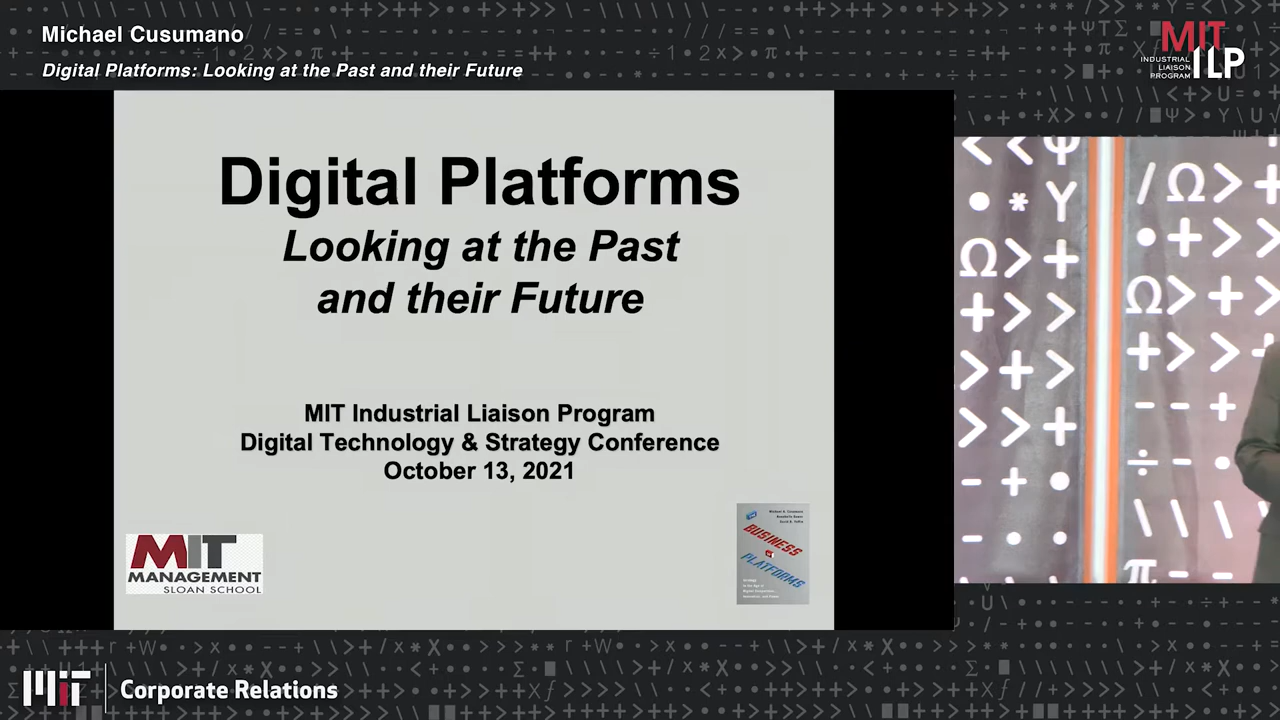 Michael Cusumano
Digital Platforms: Looking at the Past and their Future
MIT
INDUSTRIAL
LIAISON
PROGRAM
ILP
Digital Platforms
Looking at the Past
and their Future
MIT Industrial Liaison Program
Digital Technology & Strategy Conference
October 13, 2021
MIT
MANAGEMENT
SLOAN SCHOOL
BUSINESS
PLATFORMS
MIT
Corporate Relations